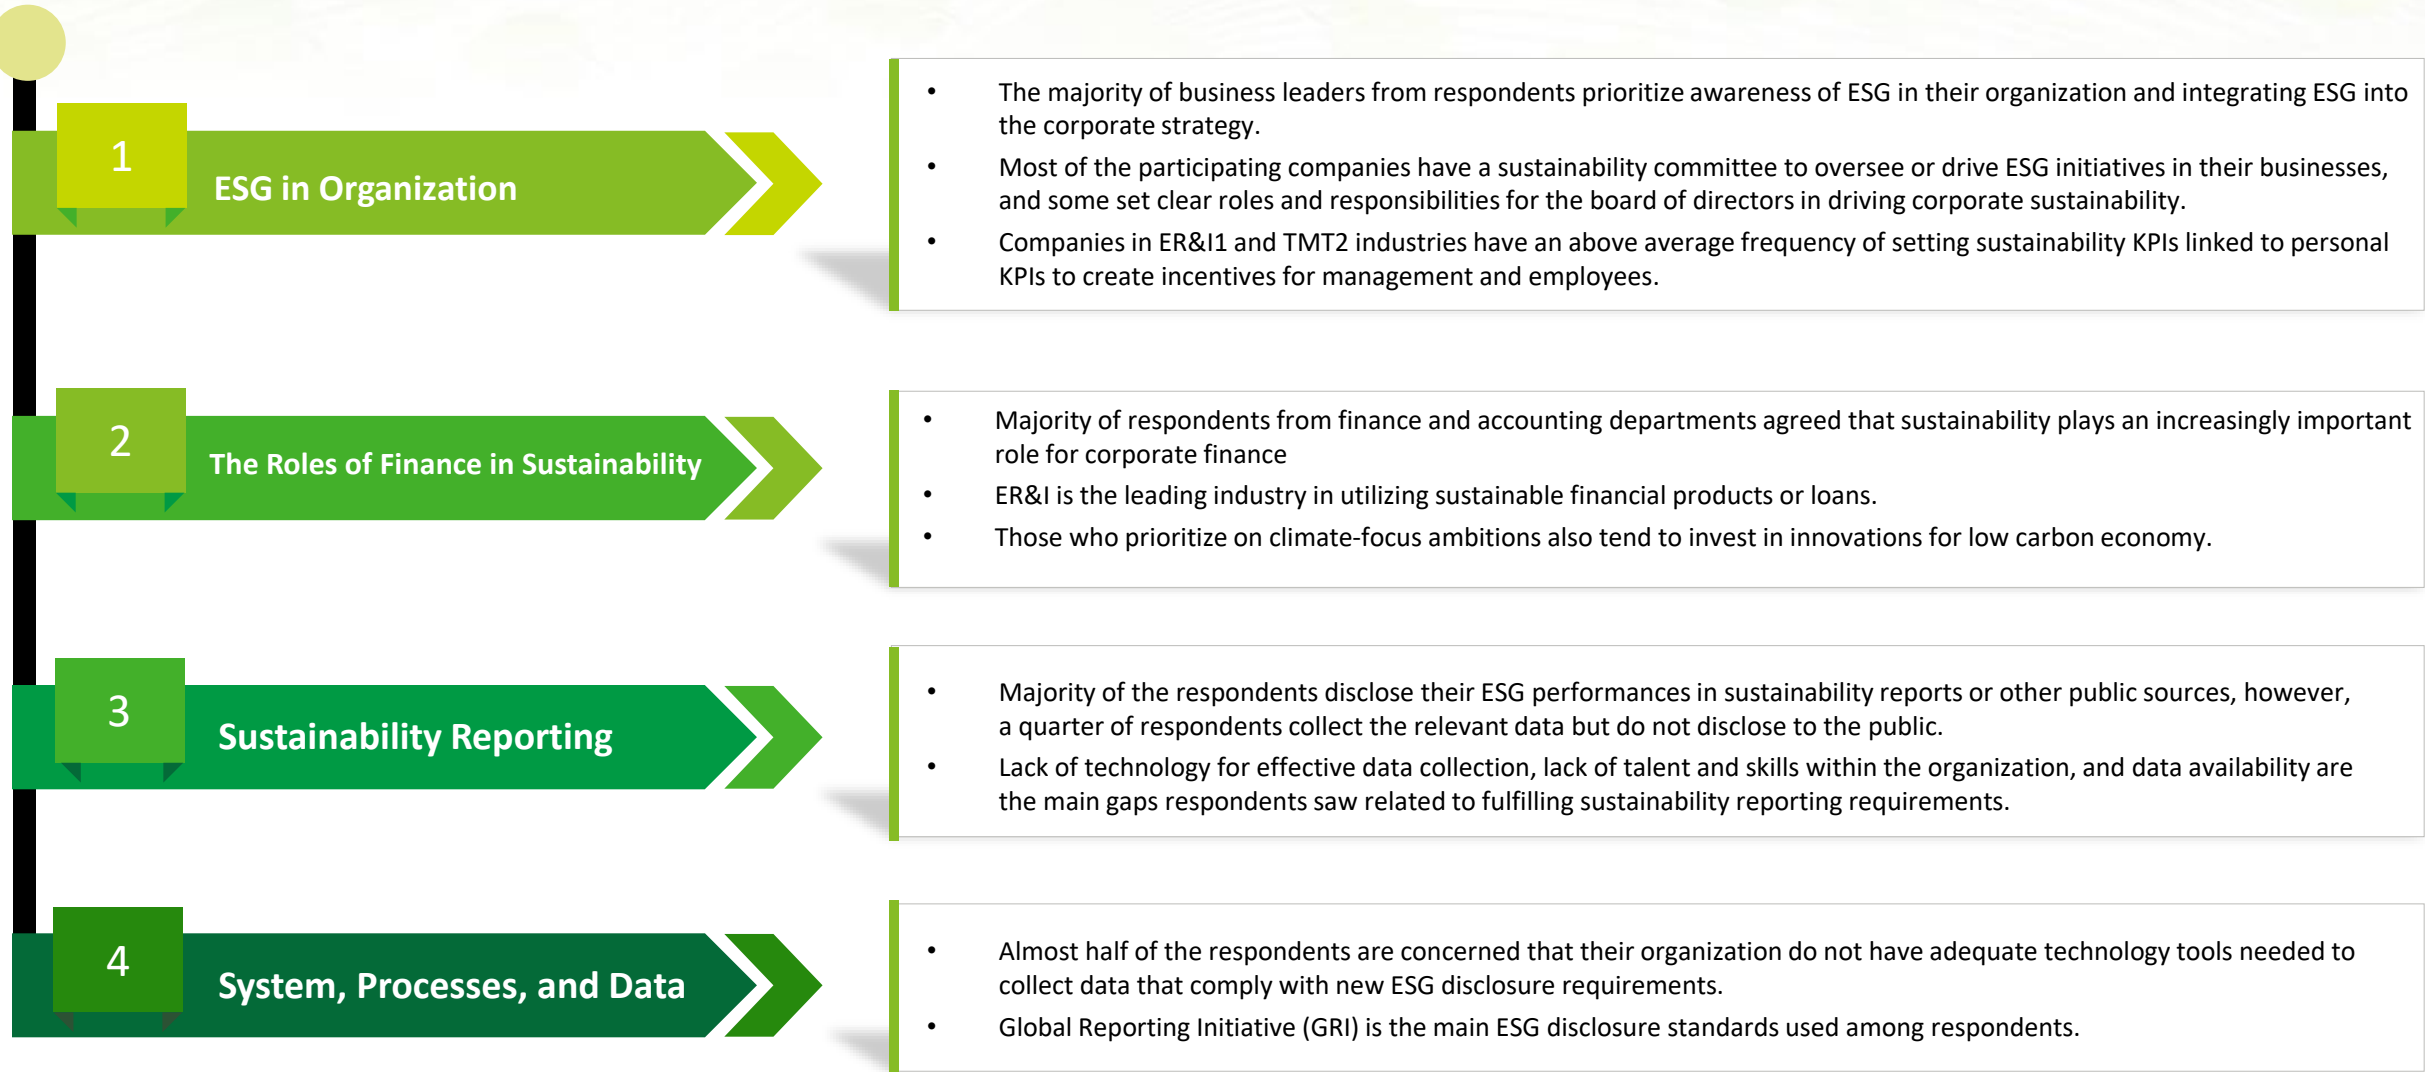 1
ESG in Organization
• The majority of business leaders from respondents prioritize awareness of ESG in their organization and integrating ESG into
the corporate strategy.
• Most of the participating companies have a sustainability committee to oversee or drive ESG initiatives in their businesses,
and some set clear roles and responsibilities for the board of directors in driving corporate sustainability.
• Companies in ER&I1 and TMT2 industries have an above average frequency of setting sustainability KPIs linked to personal
KPIs to create incentives for management and employees.
2
The Roles of Finance in Sustainability
• Majority of respondents from finance and accounting departments agreed that sustainability plays an increasingly important
role for corporate finance
• ER&I is the leading industry in utilizing sustainable financial products or loans.
• Those who prioritize on climate-focus ambitions also tend to invest in innovations for low carbon economy.
3
Sustainability Reporting
• Majority of the respondents disclose their ESG performances in sustainability reports or other public sources, however,
a quarter of respondents collect the relevant data but do not disclose to the public.
• Lack of technology for effective data collection, lack of talent and skills within the organization, and data availability are
the main gaps respondents saw related to fulfilling sustainability reporting requirements.
4
System, Processes, and Data
• Almost half of the respondents are concerned that their organization do not have adequate technology tools needed to
collect data that comply with new ESG disclosure requirements.
• Global Reporting Initiative (GRI) is the main ESG disclosure standards used among respondents.